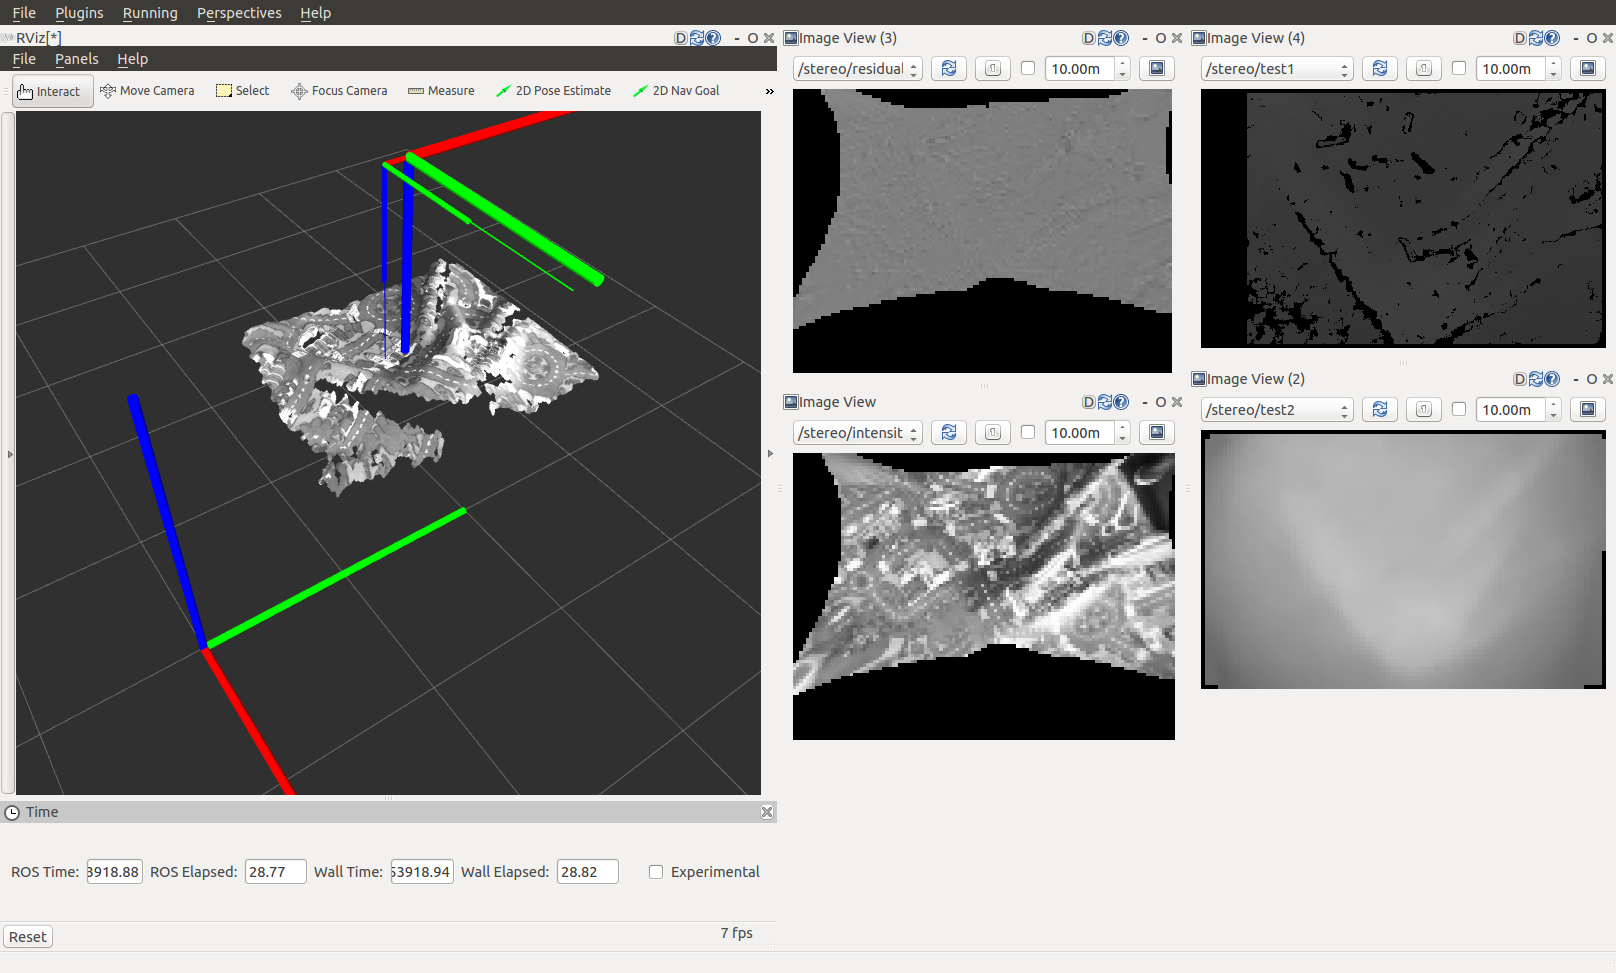 File Plugins Running Perspectives Help
RViz[*]
D
- O
File Panels Help
Interact Move Camera Select Focus Camera Measure 2D Pose Estimate 2D Nav Goal »
Time
ROS Time: 3918.88 ROS Elapsed: 28.77 Wall Time: 53918.94 Wall Elapsed: 28.82 Experimental
Reset
7 fps
Image View (3)
D
- O
/stereo/residual
10.00m
Image View
D
- O
/stereo/intensit
10.00m
Image View (4)
D
- O
/stereo/test1
10.00m
Image View (2)
D
- O
/stereo/test2
10.00m